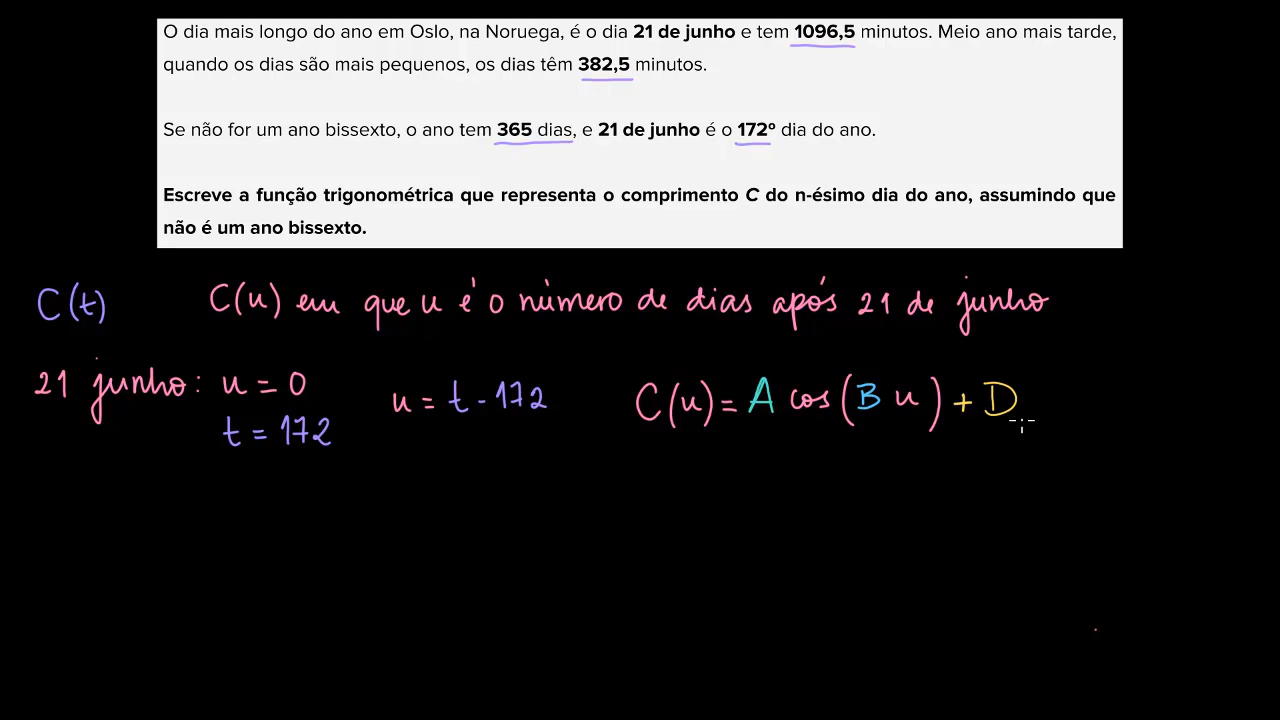 O dia mais longo do ano em Oslo, na Noruega, é o dia 21 de junho e tem 1096,5 minutos. Meio ano mais tarde,
quando os dias são mais pequenos, os dias têm 382,5 minutos.
Se não for um ano bissexto, o ano tem 365 dias, e 21 de junho é o 172º dia do ano.
Escreve a função trigonométrica que representa o comprimento C do n-ésimo dia do ano, assumindo que
não é um ano bissexto.
C(t) C(u) em que u é o número de dias após 21 de junho
21 junho: u = 0
t = 172
u = t - 172
C(u) = A cos(B u) + D